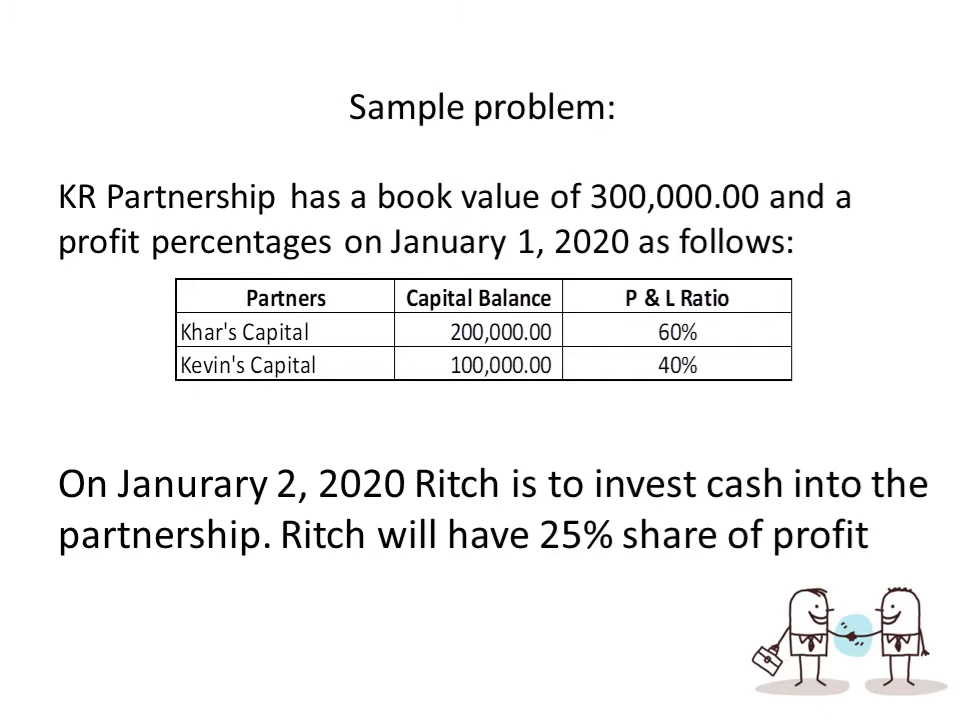 Sample problem:
KR Partnership has a book value of 300,000.00 and a
profit percentages on January 1, 2020 as follows:
Partners Capital Balance P & L Ratio
Khar's Capital 200,000.00 60%
Kevin's Capital 100,000.00 40%
On Janurary 2, 2020 Ritch is to invest cash into the
partnership. Ritch will have 25% share of profit